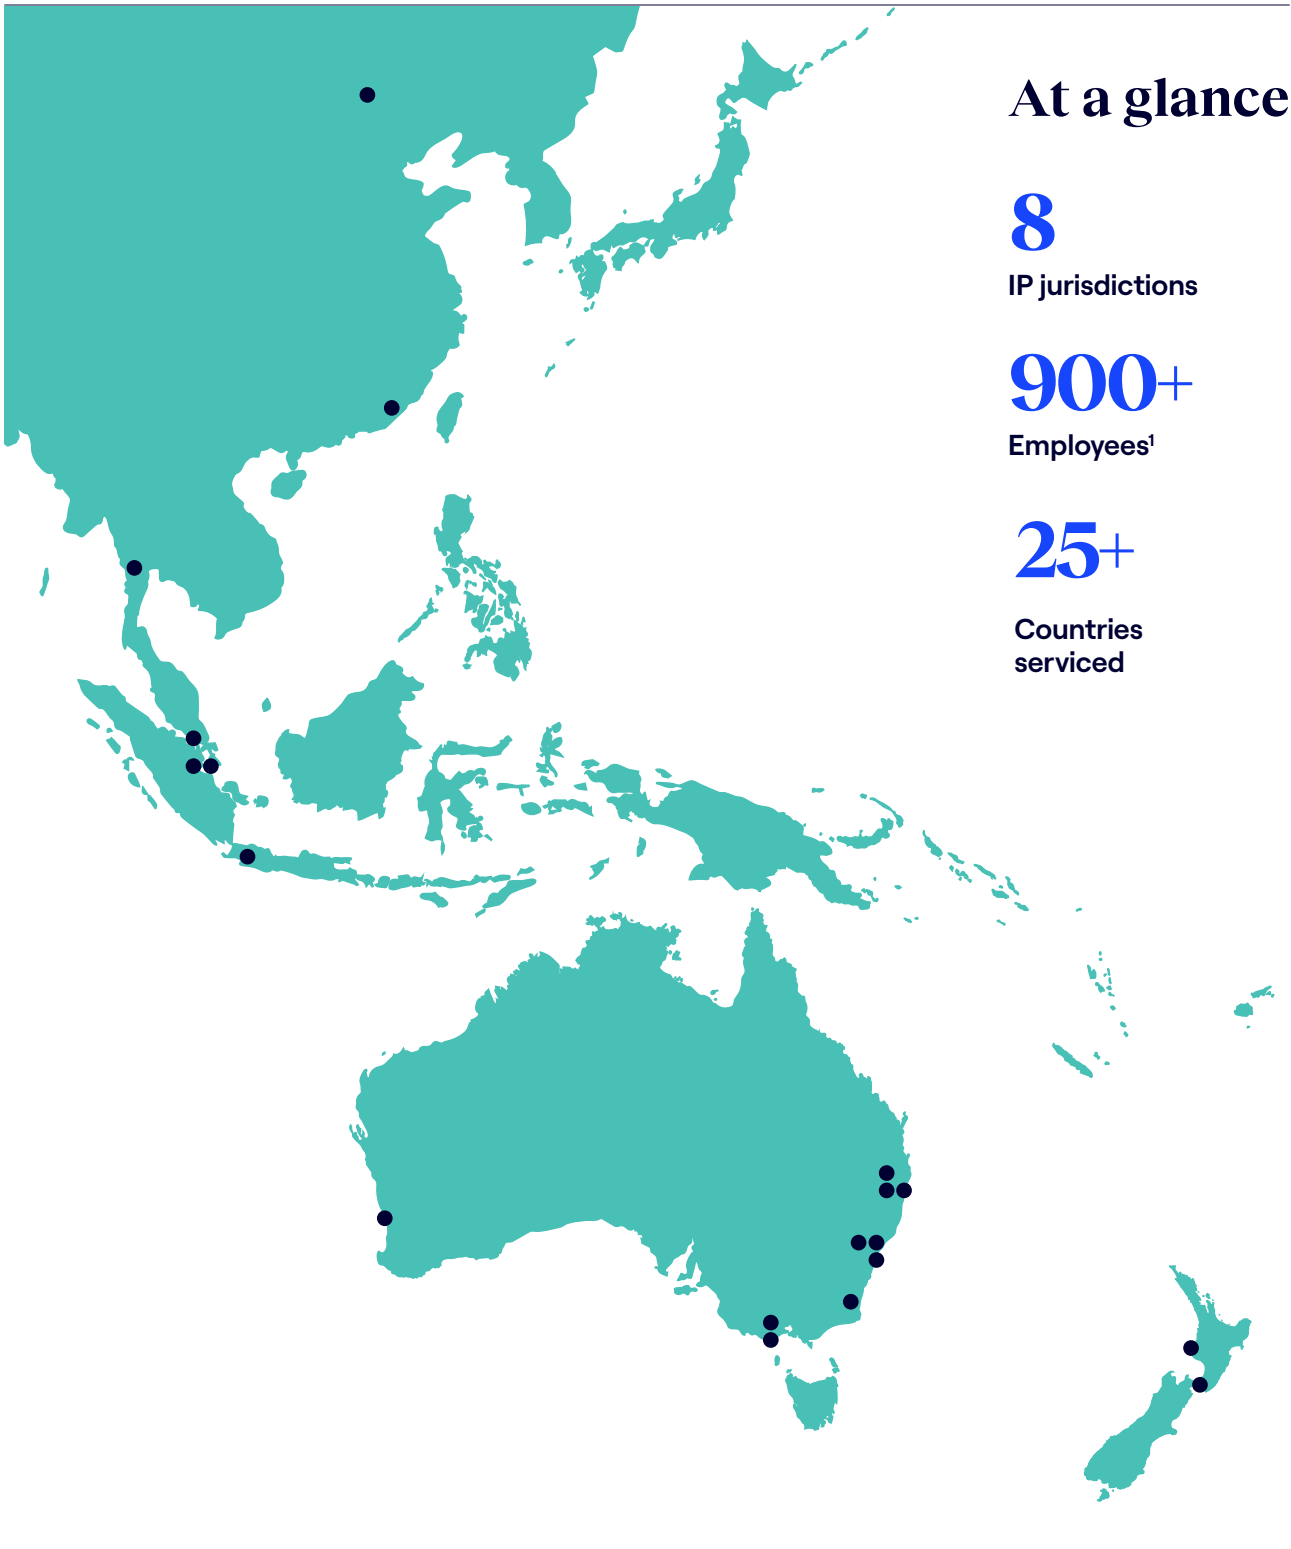 At a glance
8
IP jurisdictions
900+
Employees¹
25+
Countries
serviced